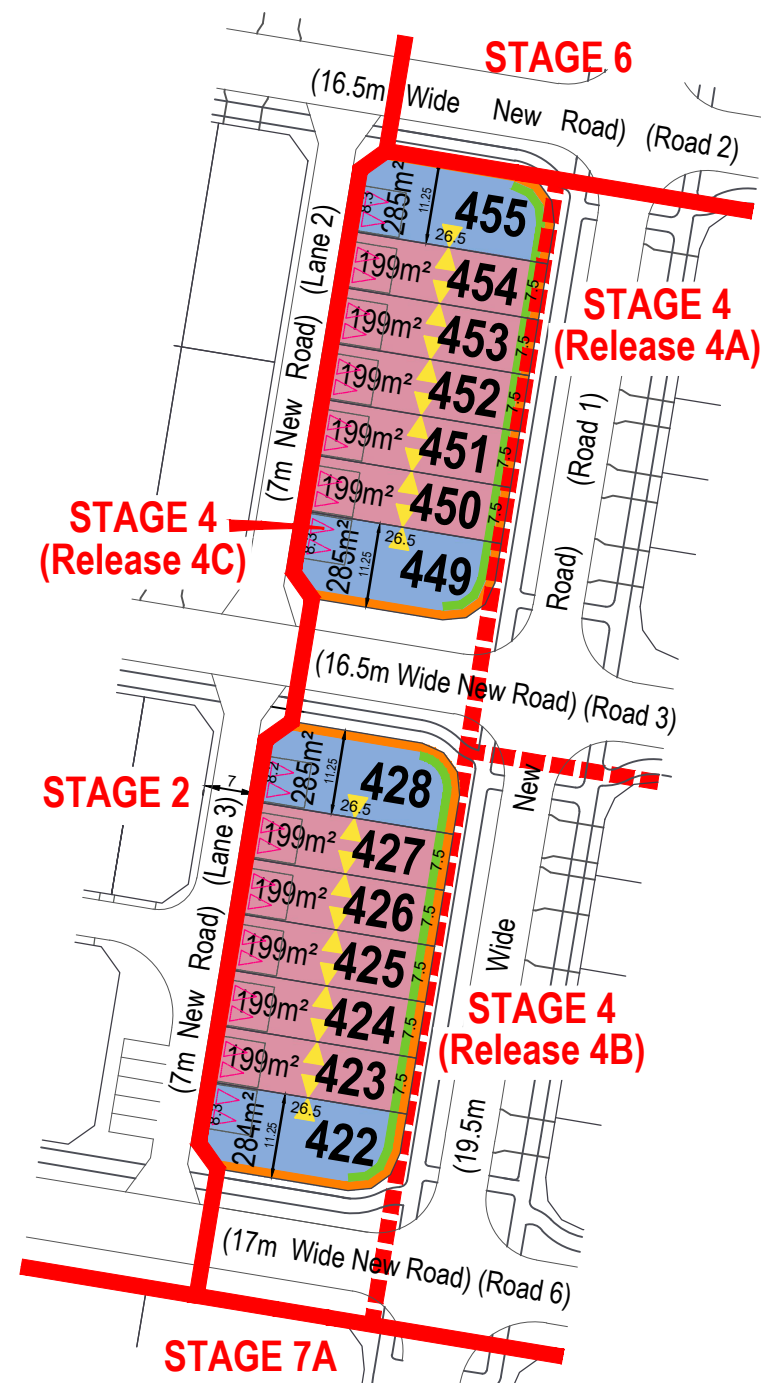 STAGE 6
(16.5m Wide New Road) (Road 2)
8.3
285m²
11.25
455
26.5
199m²
454
7.5
STAGE 4
(Release 4A)
(7m New Road) (Lane 2)
199m²
453
7.5
199m²
452
7.5
199m²
451
7.5
(Road 1)
199m²
450
7.5
STAGE 4
(Release 4C)
8.3
285m²
11.25
26.5
449
Road)
(16.5m Wide New Road) (Road 3)
STAGE 2
7
8.2
285m²
11.25
428
26.5
New
199m²
427
7.5
(7m New Road) (Lane 3)
199m²
426
7.5
199m²
425
7.5
Wide
199m²
424
7.5
STAGE 4
(Release 4B)
199m²
423
7.5
8.3
284m²
11.25
26.5
422
(19.5m
(17m Wide New Road) (Road 6)
STAGE 7A